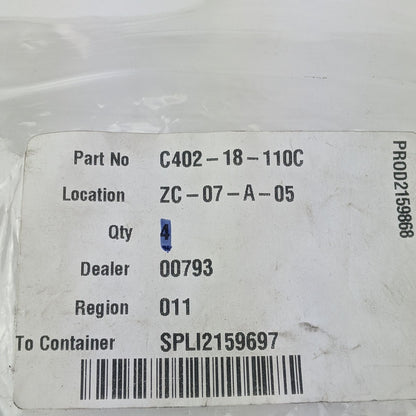 Part No C402-18-110C
Location ZC-07-A-05
Qty 4
Dealer 00793
Region 011
To Container SPLI2159697
PROD2159868